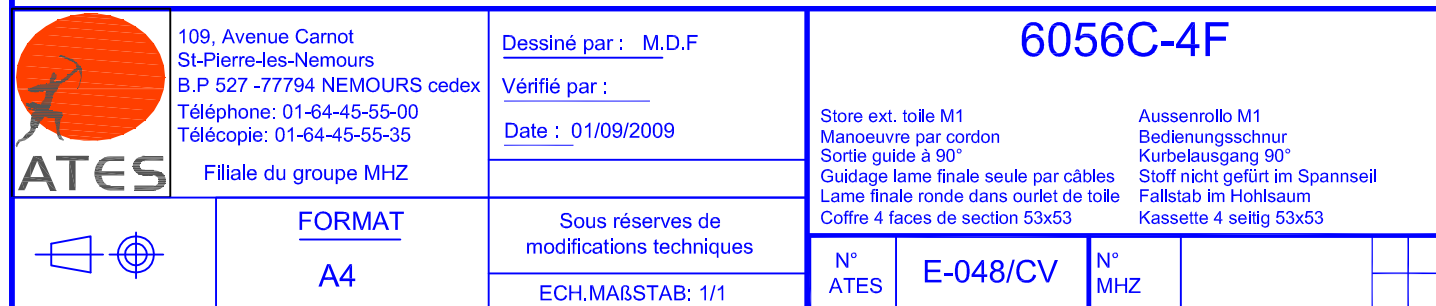 ATES
109, Avenue Carnot
St-Pierre-les-Nemours
B.P 527 -77794 NEMOURS cedex
Téléphone: 01-64-45-55-00
Télécopie: 01-64-45-55-35
Filiale du groupe MHZ
Dessiné par : M.D.F
Vérifié par :
Date : 01/09/2009
6056C-4F
Store ext. toile M1
Manoeuvre par cordon
Sortie guide à 90°
Guidage lame finale seule par câbles
Lame finale ronde dans ourlet de toile
Coffre 4 faces de section 53x53
Aussenrollo M1
Bedienungsschnur
Kurbelausgang 90°
Stoff nicht gefürt im Spannseil
Fallstab im Hohlsaum
Kassette 4 seitig 53x53
FORMAT
A4
Sous réserves de
modifications techniques
ECH.MAßSTAB: 1/1
N°
ATES
E-048/CV
N°
MHZ